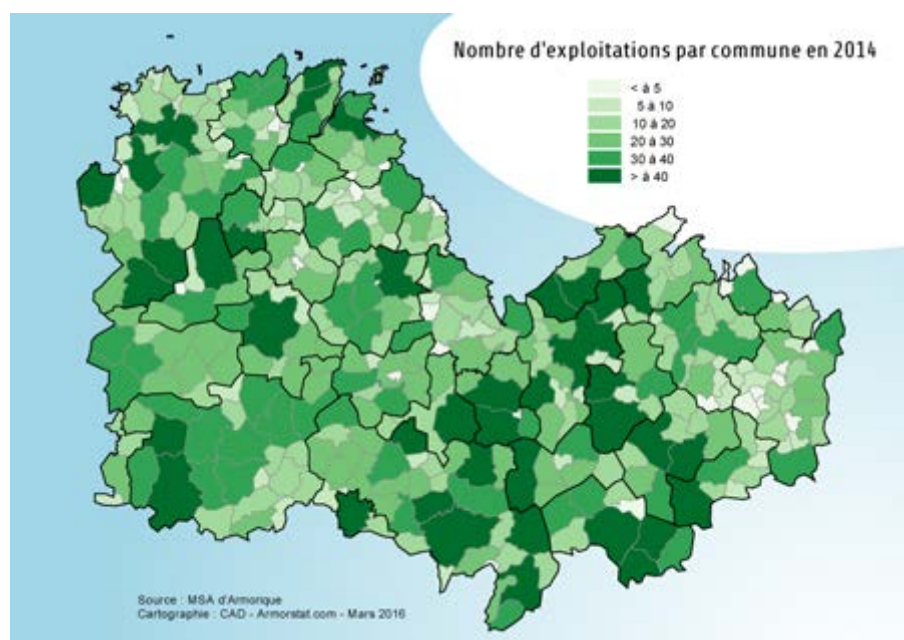 Nombre d'exploitations par commune en 2014
< à 5
5 à 10
10 à 20
20 à 30
30 à 40
> à 40
Source : MSA d'Armorique
Cartographie : CAD - Armorstat.com - Mars 2016